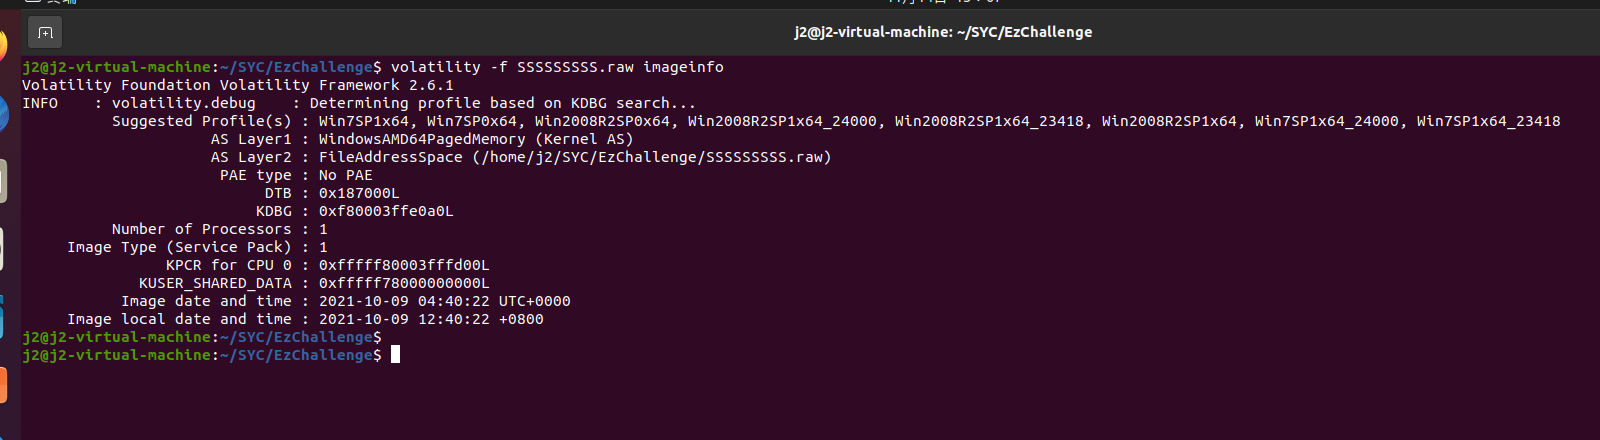 j2@j2-virtual-machine: ~/SYC/EzChallenge
j2@j2-virtual-machine:~/SYC/EzChallenge$ volatility -f SSSSSSSSS.raw imageinfo
Volatility Foundation Volatility Framework 2.6.1
INFO    : volatility.debug    : Determining profile based on KDBG search...
Suggested Profile(s) : Win7SP1x64, Win7SP0x64, Win2008R2SP0x64, Win2008R2SP1x64_24000, Win2008R2SP1x64_23418, Win2008R2SP1x64, Win7SP1x64_24000, Win7SP1x64_23418
AS Layer1 : WindowsAMD64PagedMemory (Kernel AS)
AS Layer2 : FileAddressSpace (/home/j2/SYC/EzChallenge/SSSSSSSSS.raw)
PAE type : No PAE
DTB : 0x187000L
KDBG : 0xf80003ffe0a0L
Number of Processors : 1
Image Type (Service Pack) : 1
KPCR for CPU 0 : 0xfffff80003fffd00L
KUSER_SHARED_DATA : 0xfffff78000000000L
Image date and time : 2021-10-09 04:40:22 UTC+0000
Image local date and time : 2021-10-09 12:40:22 +0800
j2@j2-virtual-machine:~/SYC/EzChallenge$
j2@j2-virtual-machine:~/SYC/EzChallenge$